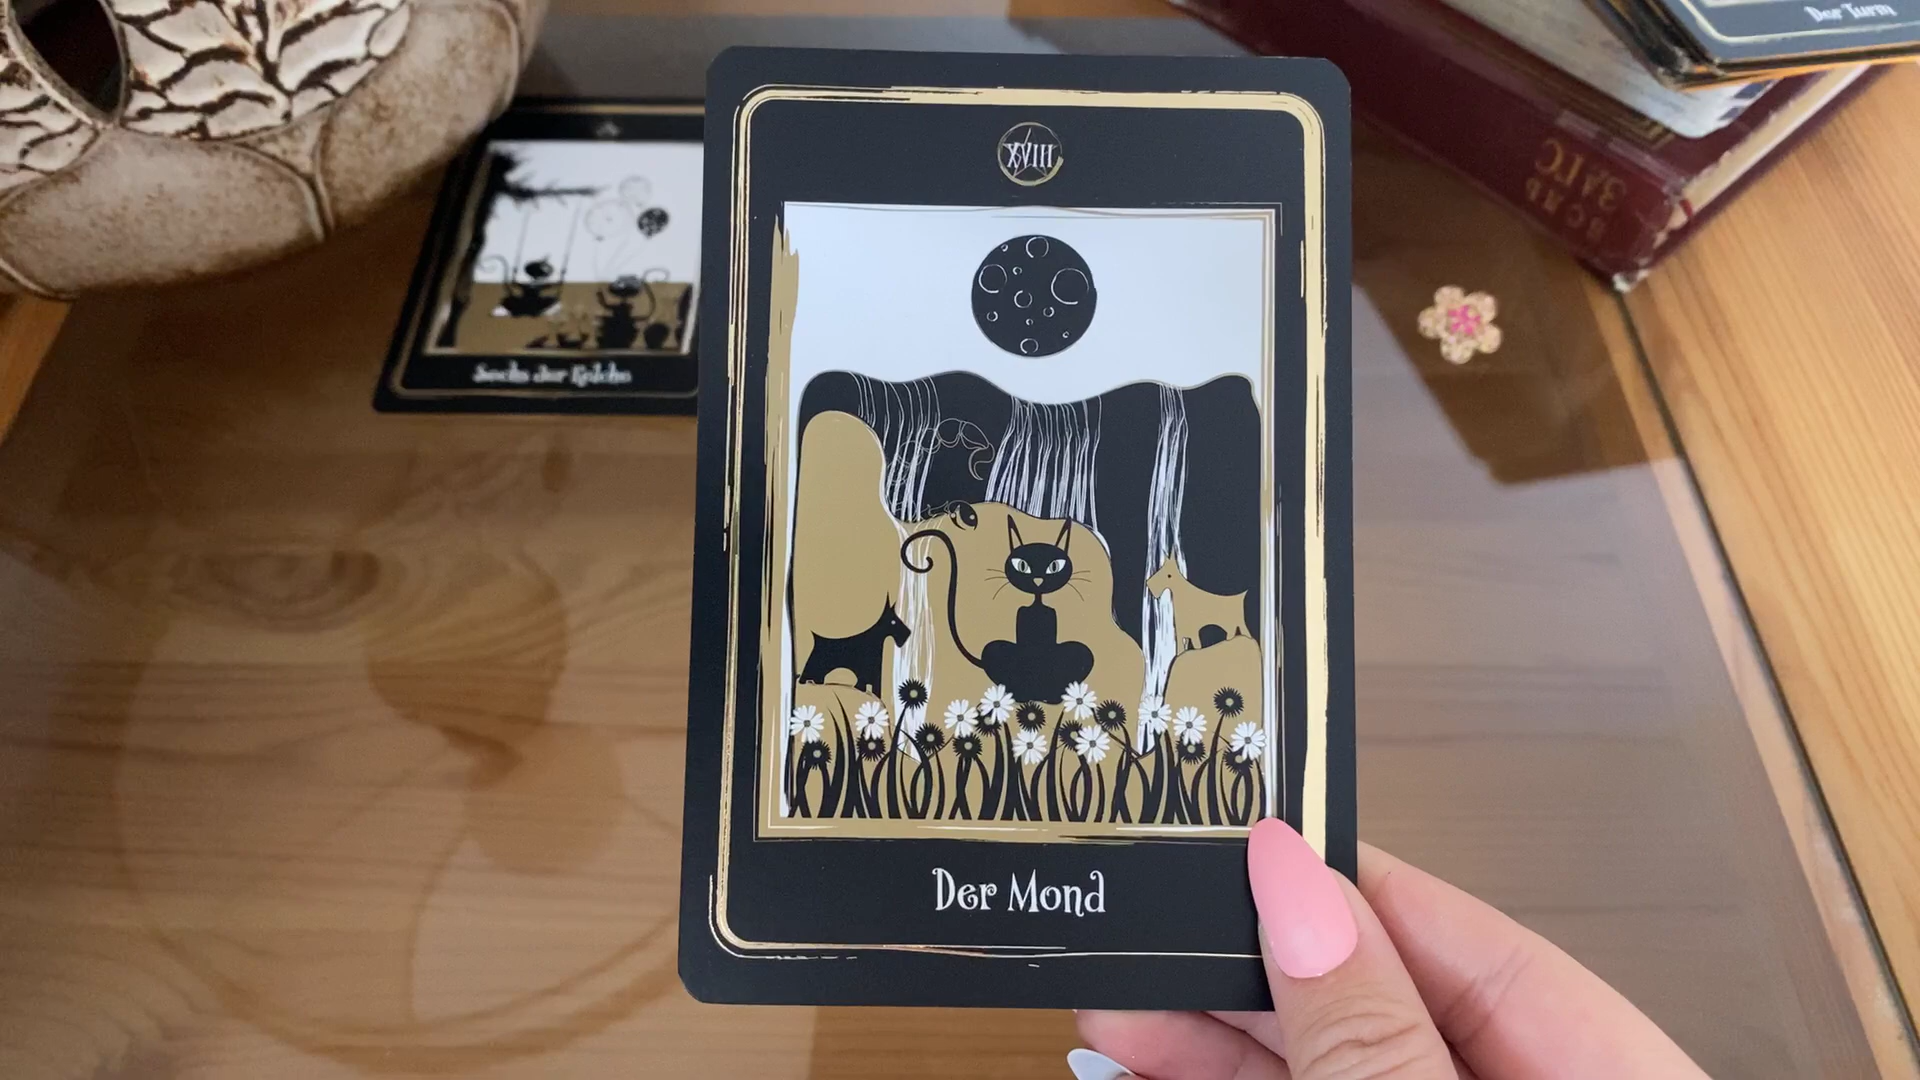 XVIII
Der Mond
Sechs der Kelche
Der Turm